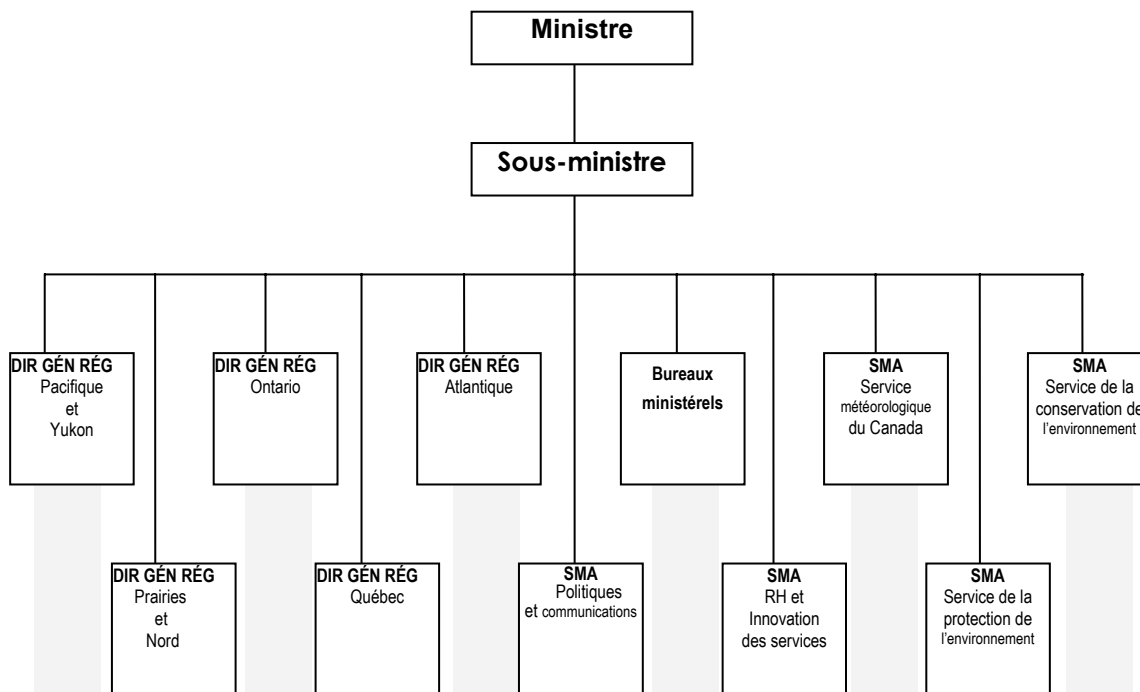 Ministre
Sous-ministre
DIR GÉN RÉG
Pacifique
et
Yukon
DIR GÉN RÉG
Ontario
DIR GÉN RÉG
Atlantique
Bureaux
ministérels
SMA
Service
météorologique
du Canada
SMA
Service de la
conservation de
l'environnement
DIR GÉN RÉG
Prairies
et
Nord
DIR GÉN RÉG
Québec
SMA
Politiques
et communications
SMA
RH et
Innovation
des services
SMA
Service de la
protection de
l'environnement